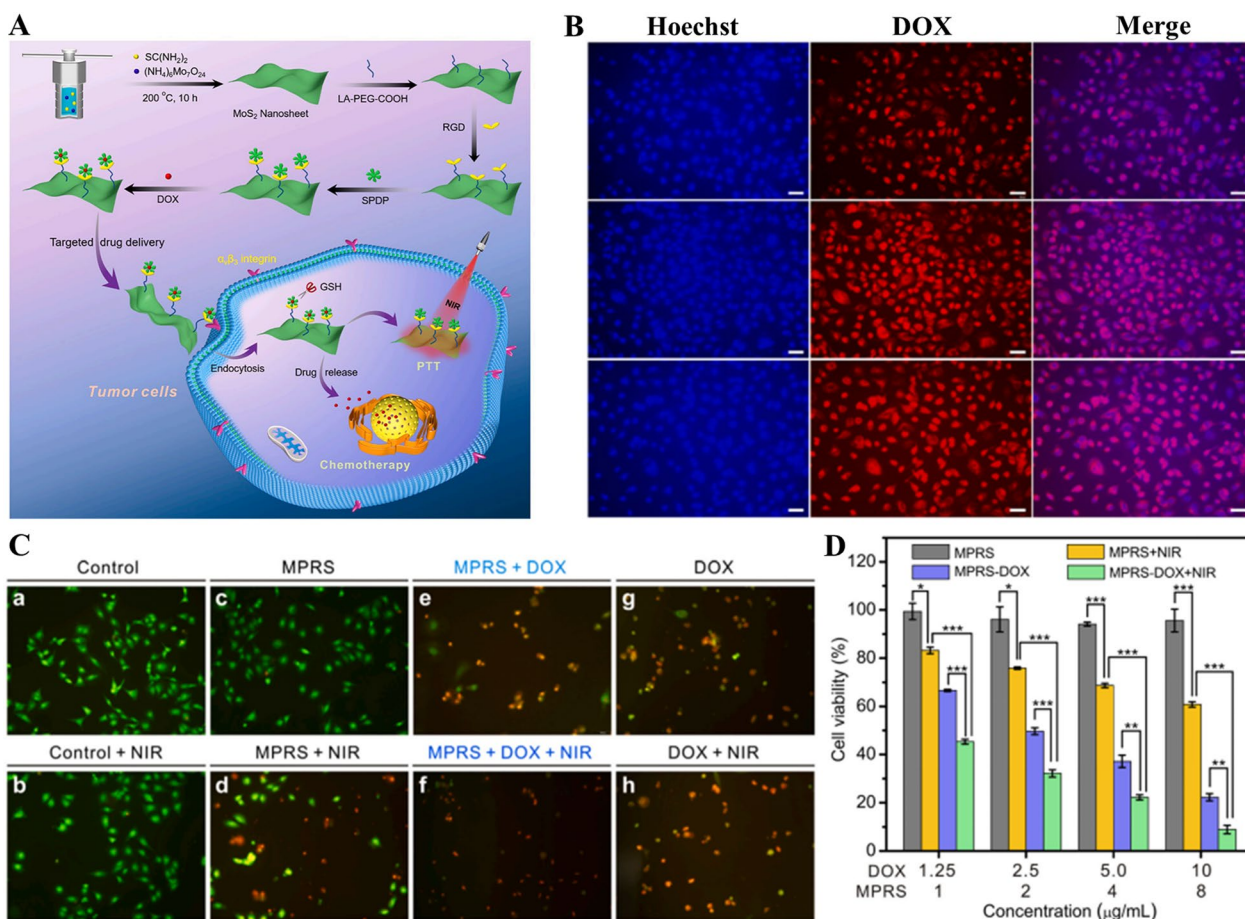 A
SC(NH₂)₂
(NH₄)₆Mo₇O₂₄
200 °C, 10 h
MoS₂ Nanosheet
LA-PEG-COOH
RGD
SPDP
DOX
Targeted drug delivery
αᵥβ₃ integrin
GSH
NIR
PTT
Endocytosis
Drug release
Tumor cells
Chemotherapy
B
Hoechst DOX Merge
C
Control MPRS MPRS + DOX DOX
a c e g
Control + NIR MPRS + NIR MPRS + DOX + NIR DOX + NIR
b d f h
D
MPRS MPRS+NIR
MPRS-DOX MPRS-DOX+NIR
Cell viability (%)
120
100
80
60
40
20
0
* *** ***
* *** ***
*** *** **
*** *** **
DOX 1.25 2.5 5.0 10
MPRS 1 2 4 8
Concentration (μg/mL)